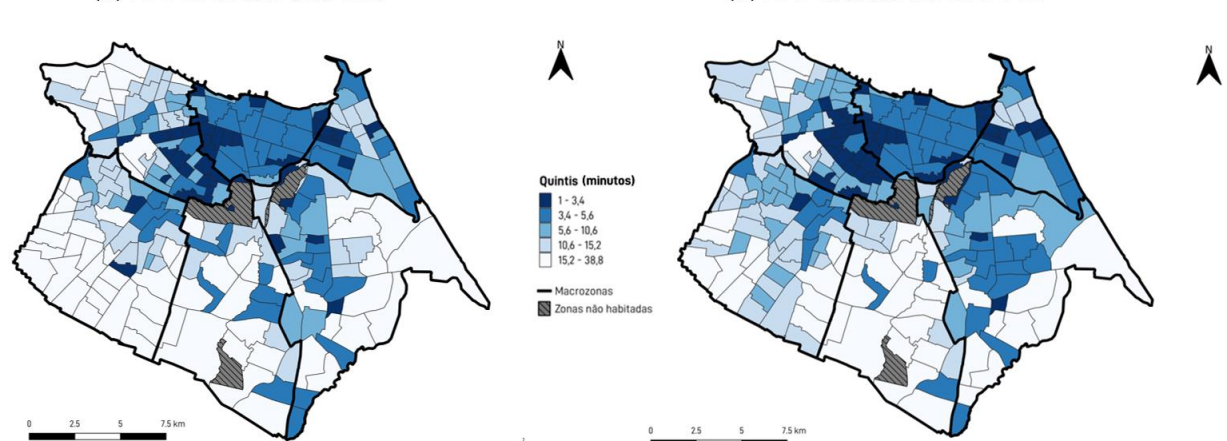 N
N
Quintis (minutos)
1 - 3,4
3,4 - 5,6
5,6 - 10,6
10,6 - 15,2
15,2 - 38,8
Macrozonas
Zonas não habitadas
0 2.5 5 7.5 km
0 2.5 5 7.5 km